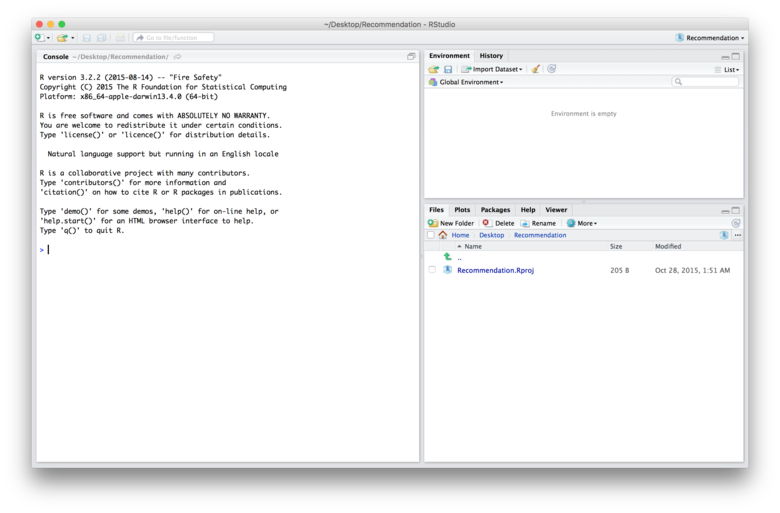 ~/Desktop/Recommendation - RStudio
Go to file/function
Recommendation
Console ~/Desktop/Recommendation/
R version 3.2.2 (2015-08-14) -- "Fire Safety"
Copyright (C) 2015 The R Foundation for Statistical Computing
Platform: x86_64-apple-darwin13.4.0 (64-bit)
R is free software and comes with ABSOLUTELY NO WARRANTY.
You are welcome to redistribute it under certain conditions.
Type 'license()' or 'licence()' for distribution details.
Natural language support but running in an English locale
R is a collaborative project with many contributors.
Type 'contributors()' for more information and
'citation()' on how to cite R or R packages in publications.
Type 'demo()' for some demos, 'help()' for on-line help, or
'help.start()' for an HTML browser interface to help.
Type 'q()' to quit R.
>
Environment History
Import Dataset List
Global Environment
Environment is empty
Files Plots Packages Help Viewer
New Folder Delete Rename More
Home Desktop Recommendation
Name Size Modified
..
Recommendation.Rproj 205 B Oct 28, 2015, 1:51 AM